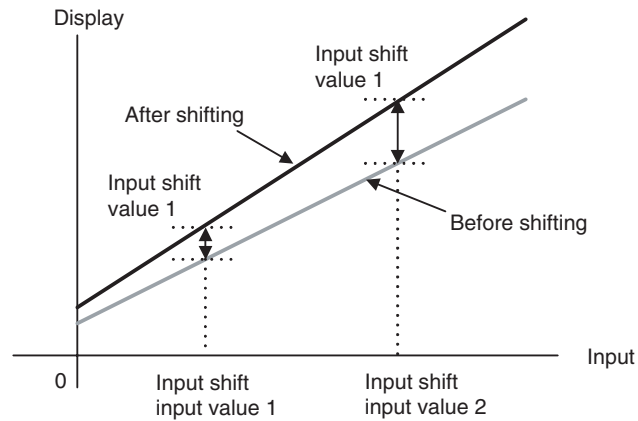 Display
Input shift
value 1
After shifting
Input shift
value 1
Before shifting
Input
0
Input shift
input value 1
Input shift
input value 2